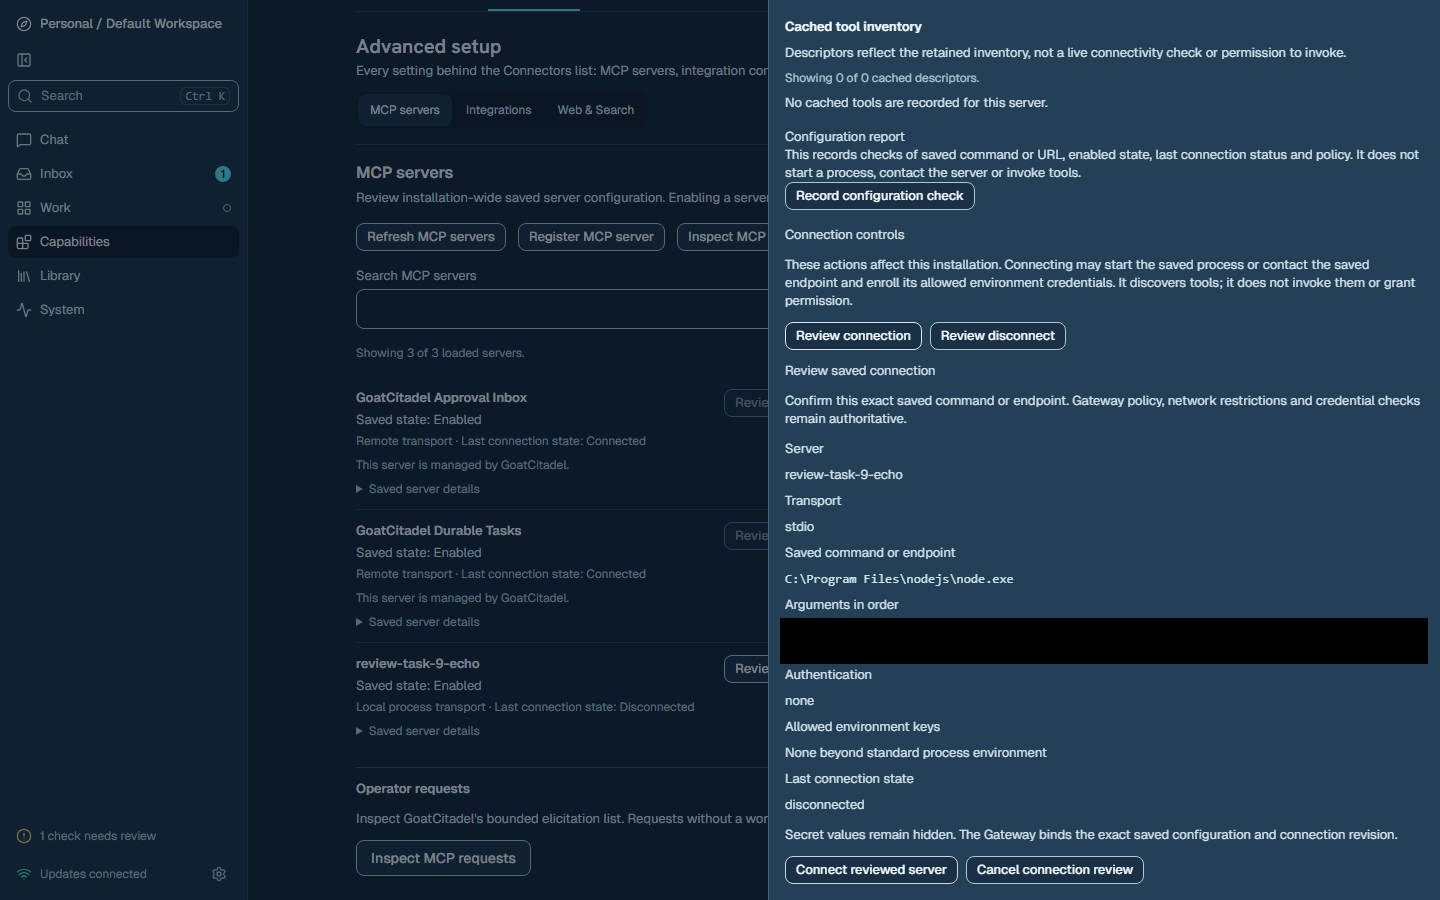 Personal / Default Workspace
Search
Ctrl K
Chat
Inbox
1
Work
Capabilities
Library
System
1 check needs review
Updates connected
Advanced setup
Every setting behind the Connectors list: MCP servers, integration con
MCP servers
Integrations
Web & Search
MCP servers
Review installation-wide saved server configuration. Enabling a serve
Refresh MCP servers
Register MCP server
Inspect MCP
Search MCP servers
Showing 3 of 3 loaded servers.
GoatCitadel Approval Inbox
Revie
Saved state: Enabled
Remote transport · Last connection state: Connected
This server is managed by GoatCitadel.
Saved server details
GoatCitadel Durable Tasks
Revie
Saved state: Enabled
Remote transport · Last connection state: Connected
This server is managed by GoatCitadel.
Saved server details
review-task-9-echo
Revie
Saved state: Enabled
Local process transport · Last connection state: Disconnected
Saved server details
Operator requests
Inspect GoatCitadel's bounded elicitation list. Requests without a wor
Inspect MCP requests
Cached tool inventory
Descriptors reflect the retained inventory, not a live connectivity check or permission to invoke.
Showing 0 of 0 cached descriptors.
No cached tools are recorded for this server.
Configuration report
This records checks of saved command or URL, enabled state, last connection status and policy. It does not
start a process, contact the server or invoke tools.
Record configuration check
Connection controls
These actions affect this installation. Connecting may start the saved process or contact the saved
endpoint and enroll its allowed environment credentials. It discovers tools; it does not invoke them or grant
permission.
Review connection
Review disconnect
Review saved connection
Confirm this exact saved command or endpoint. Gateway policy, network restrictions and credential checks
remain authoritative.
Server
review-task-9-echo
Transport
stdio
Saved command or endpoint
C:\Program Files\nodejs\node.exe
Arguments in order
Authentication
none
Allowed environment keys
None beyond standard process environment
Last connection state
disconnected
Secret values remain hidden. The Gateway binds the exact saved configuration and connection revision.
Connect reviewed server
Cancel connection review